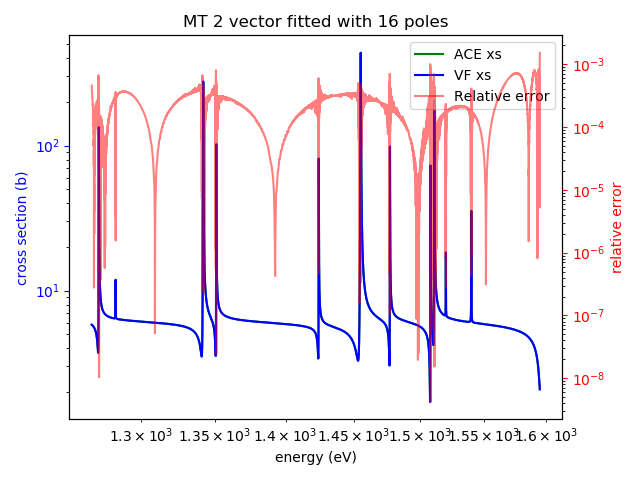 MT 2 vector fitted with 16 poles
ACE xs
VF xs
Relative error
10²
10¹
10⁻³
10⁻⁴
10⁻⁵
10⁻⁶
10⁻⁷
10⁻⁸
cross section (b)
relative error
1.3 × 10³ 1.35 × 10³ 1.4 × 10³ 1.45 × 10³ 1.5 × 10³ 1.55 × 10³ 1.6 × 10³
energy (eV)